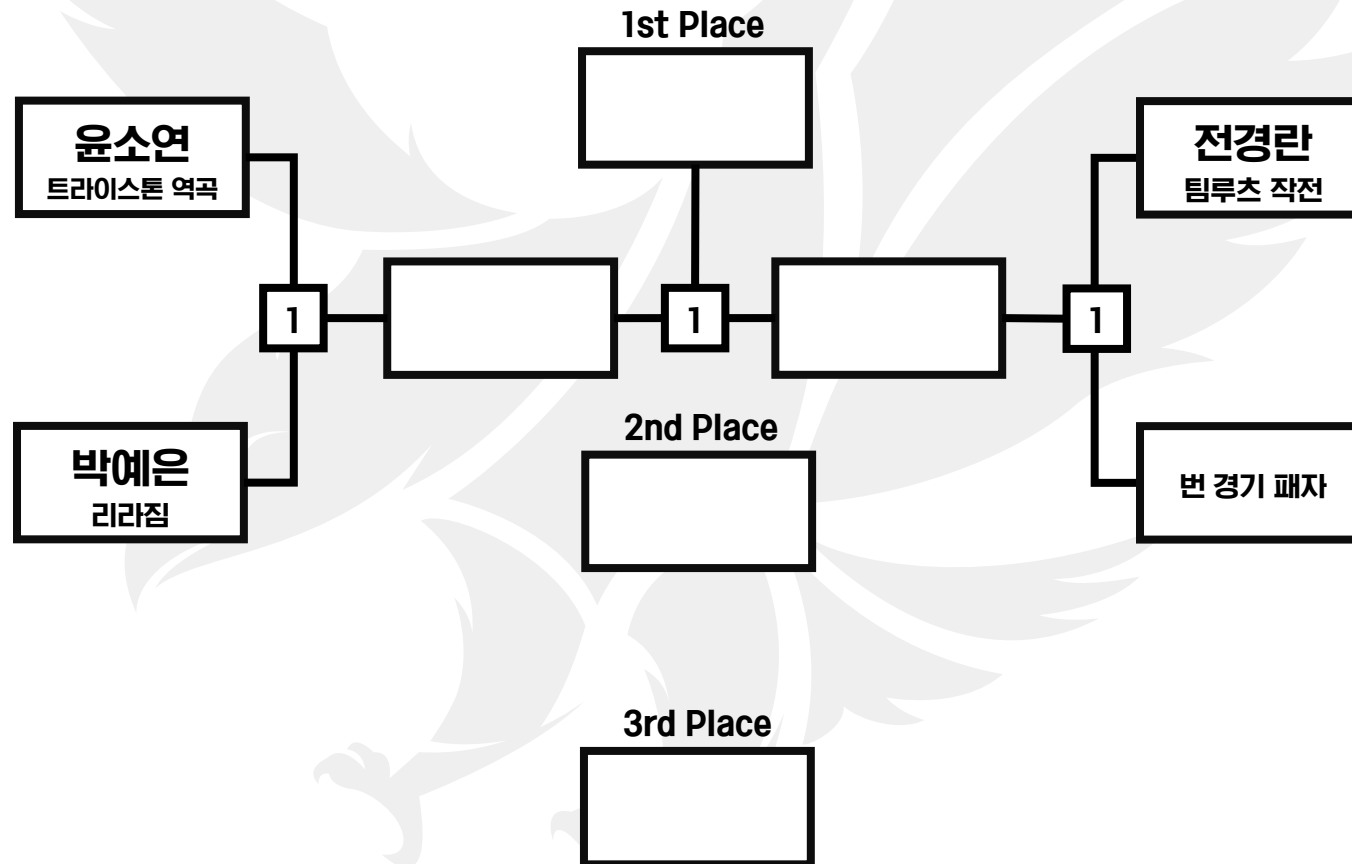 1st Place
윤소연
트라이스톤 역곡
전경란
팀루츠 작전
1
1
1
2nd Place
박예은
리라짐
번 경기 패자
3rd Place